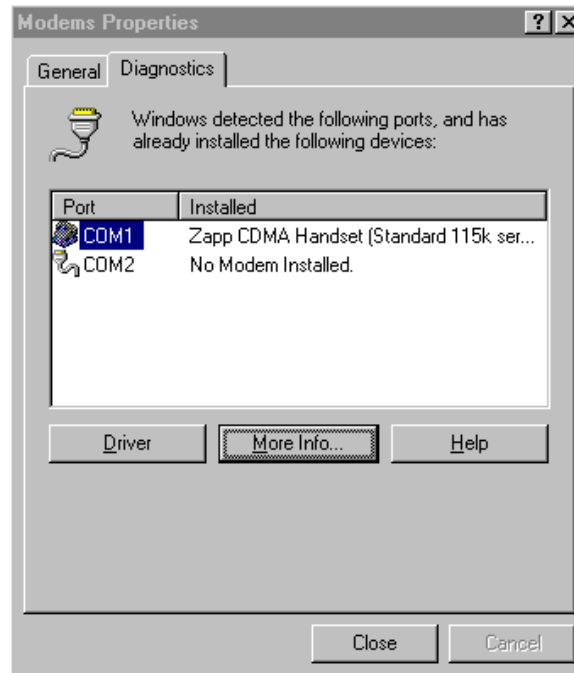 Modems Properties
General Diagnostics
Windows detected the following ports, and has
already installed the following devices:
Port Installed
COM1 Zapp CDMA Handset (Standard 115k ser...
COM2 No Modem Installed.
Driver More Info... Help
Close Cancel